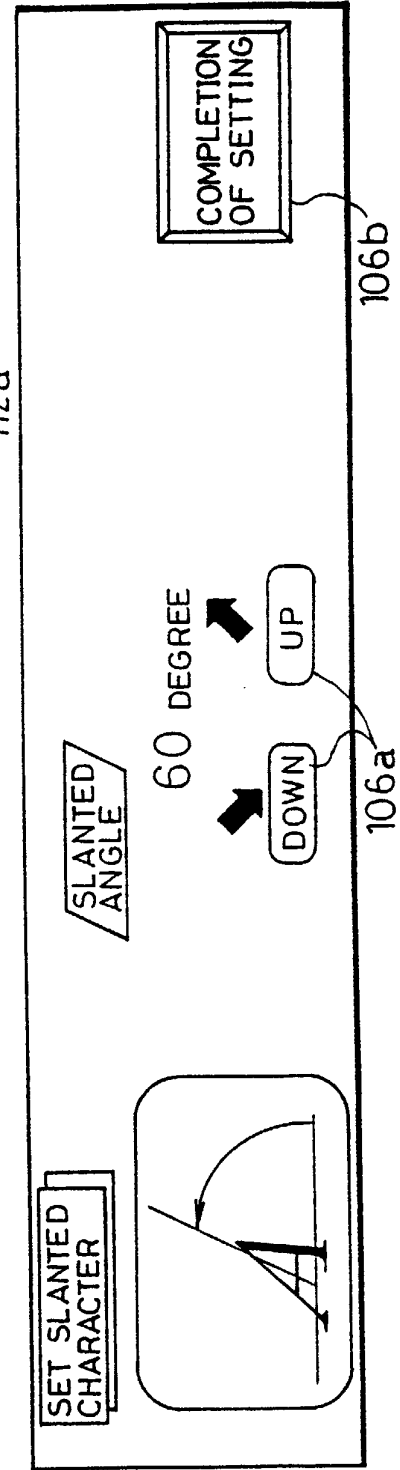 SET SLANTED
CHARACTER
SLANTED
ANGLE
60 DEGREE
DOWN
UP
106a
COMPLETION
OF SETTING
106b